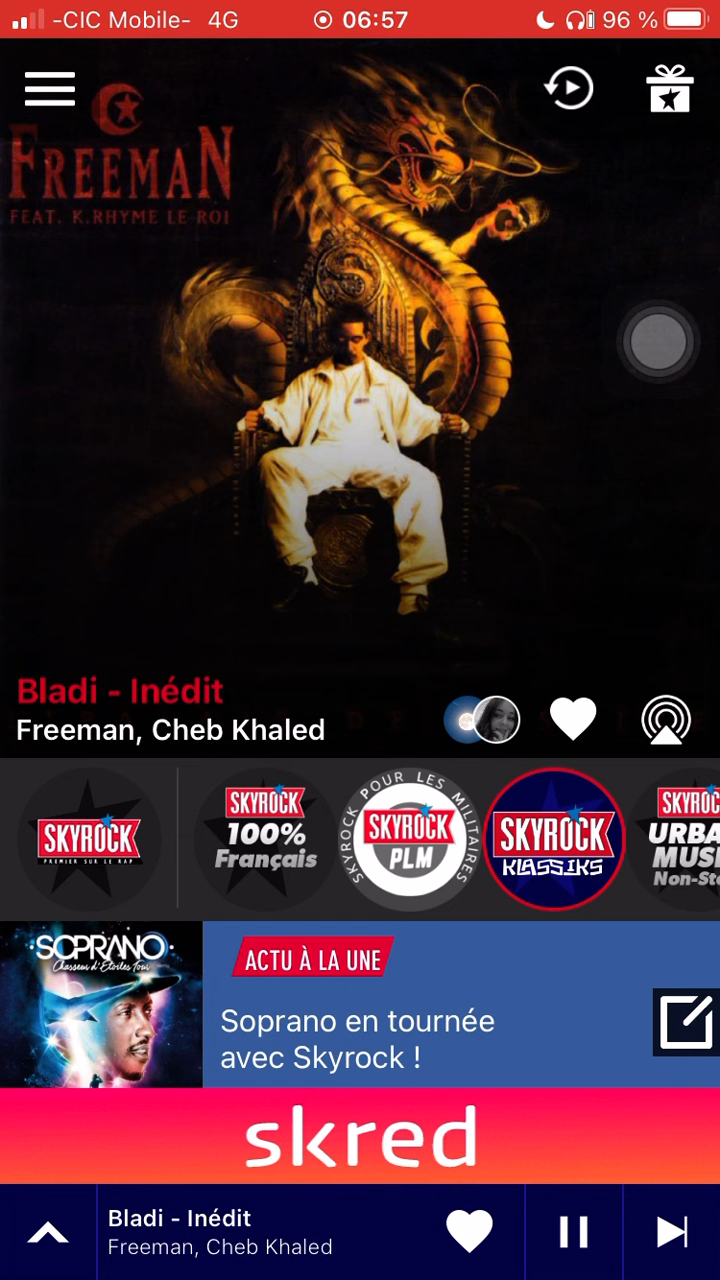 -CIC Mobile- 4G 06:57 96 %
FREEMAN
FEAT. K.RHYME LE ROI
Bladi - Inédit
Freeman, Cheb Khaled
SKYROCK
PREMIER SUR LE RAP
SKYROCK
100%
Français
SKYROCK POUR LES MILITAIRES
SKYROCK
PLM
SKYROCK
KLASSIKS
SKYROC
URBA
MUSI
Non-Sto
·SOPRANO·
Chasseur d'Étoiles Tour
ACTU À LA UNE
Soprano en tournée
avec Skyrock !
skred
Bladi - Inédit
Freeman, Cheb Khaled